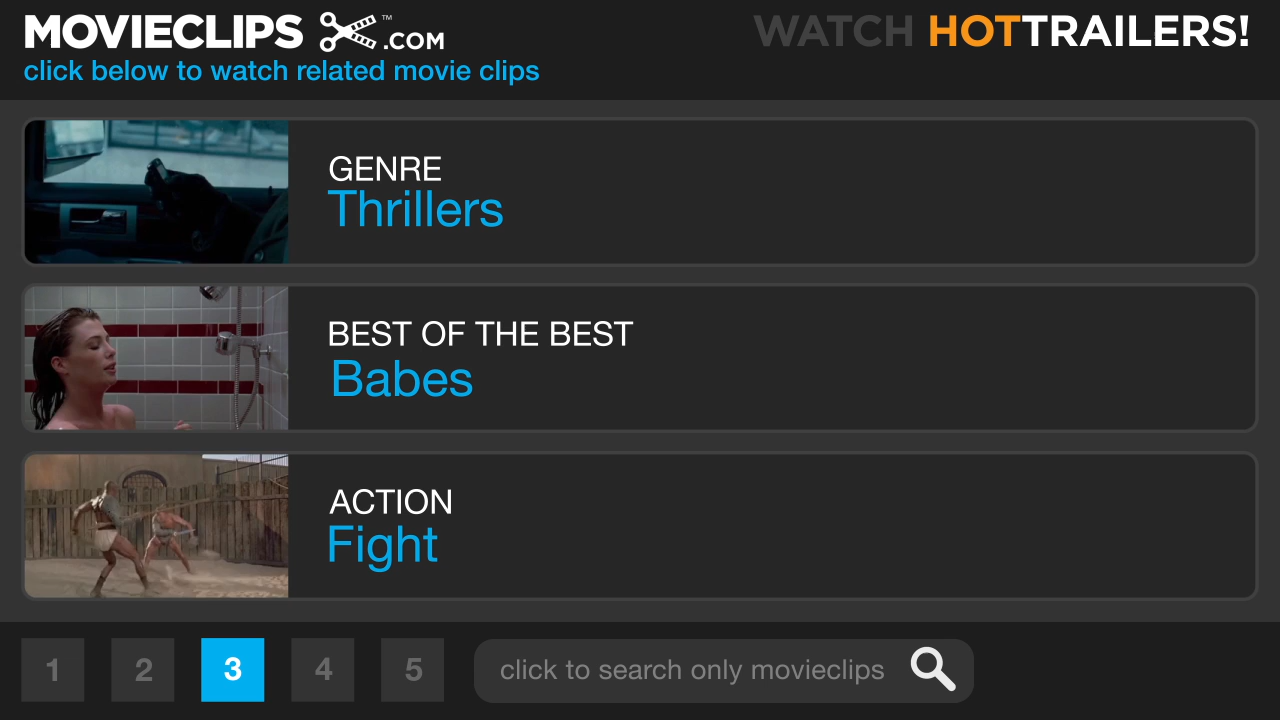 MOVIECLIPS ™ .COM
WATCH HOTTRAILERS!
click below to watch related movie clips
GENRE
Thrillers
BEST OF THE BEST
Babes
ACTION
Fight
1 2 3 4 5 click to search only movieclips